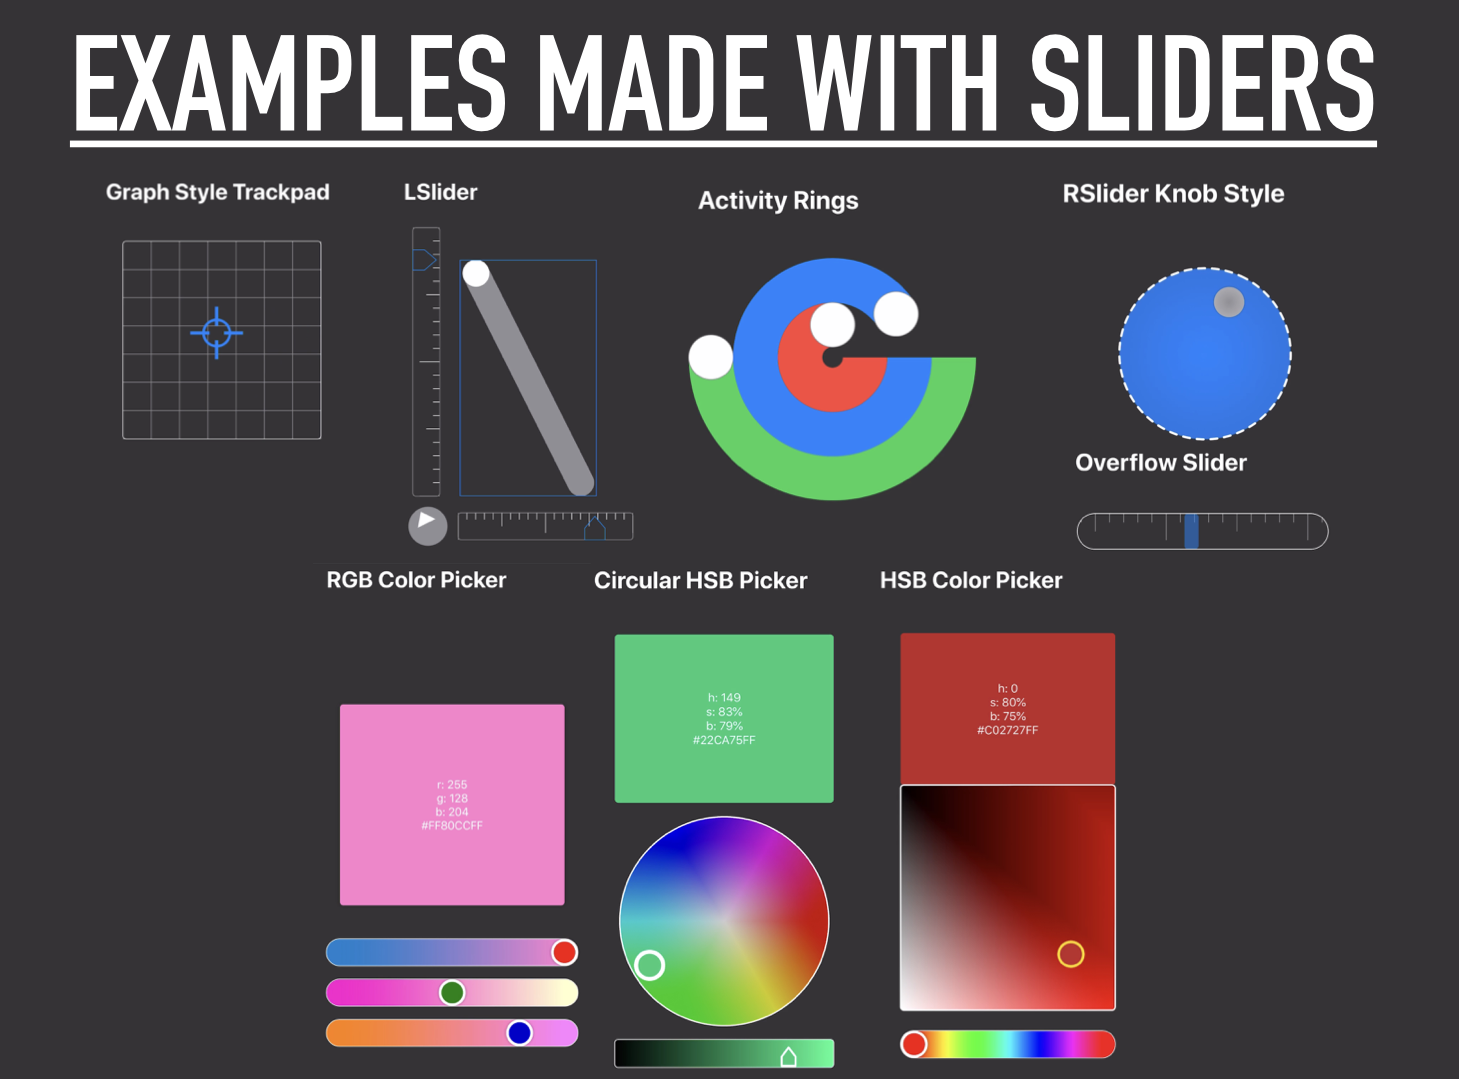 EXAMPLES MADE WITH SLIDERS
Graph Style Trackpad
LSlider
Activity Rings
RSlider Knob Style
Overflow Slider
RGB Color Picker
Circular HSB Picker
HSB Color Picker
r: 255
g: 128
b: 204
#FF80CCFF
h: 149
s: 83%
b: 79%
#22CA75FF
h: 0
s: 80%
b: 75%
#C02727FF